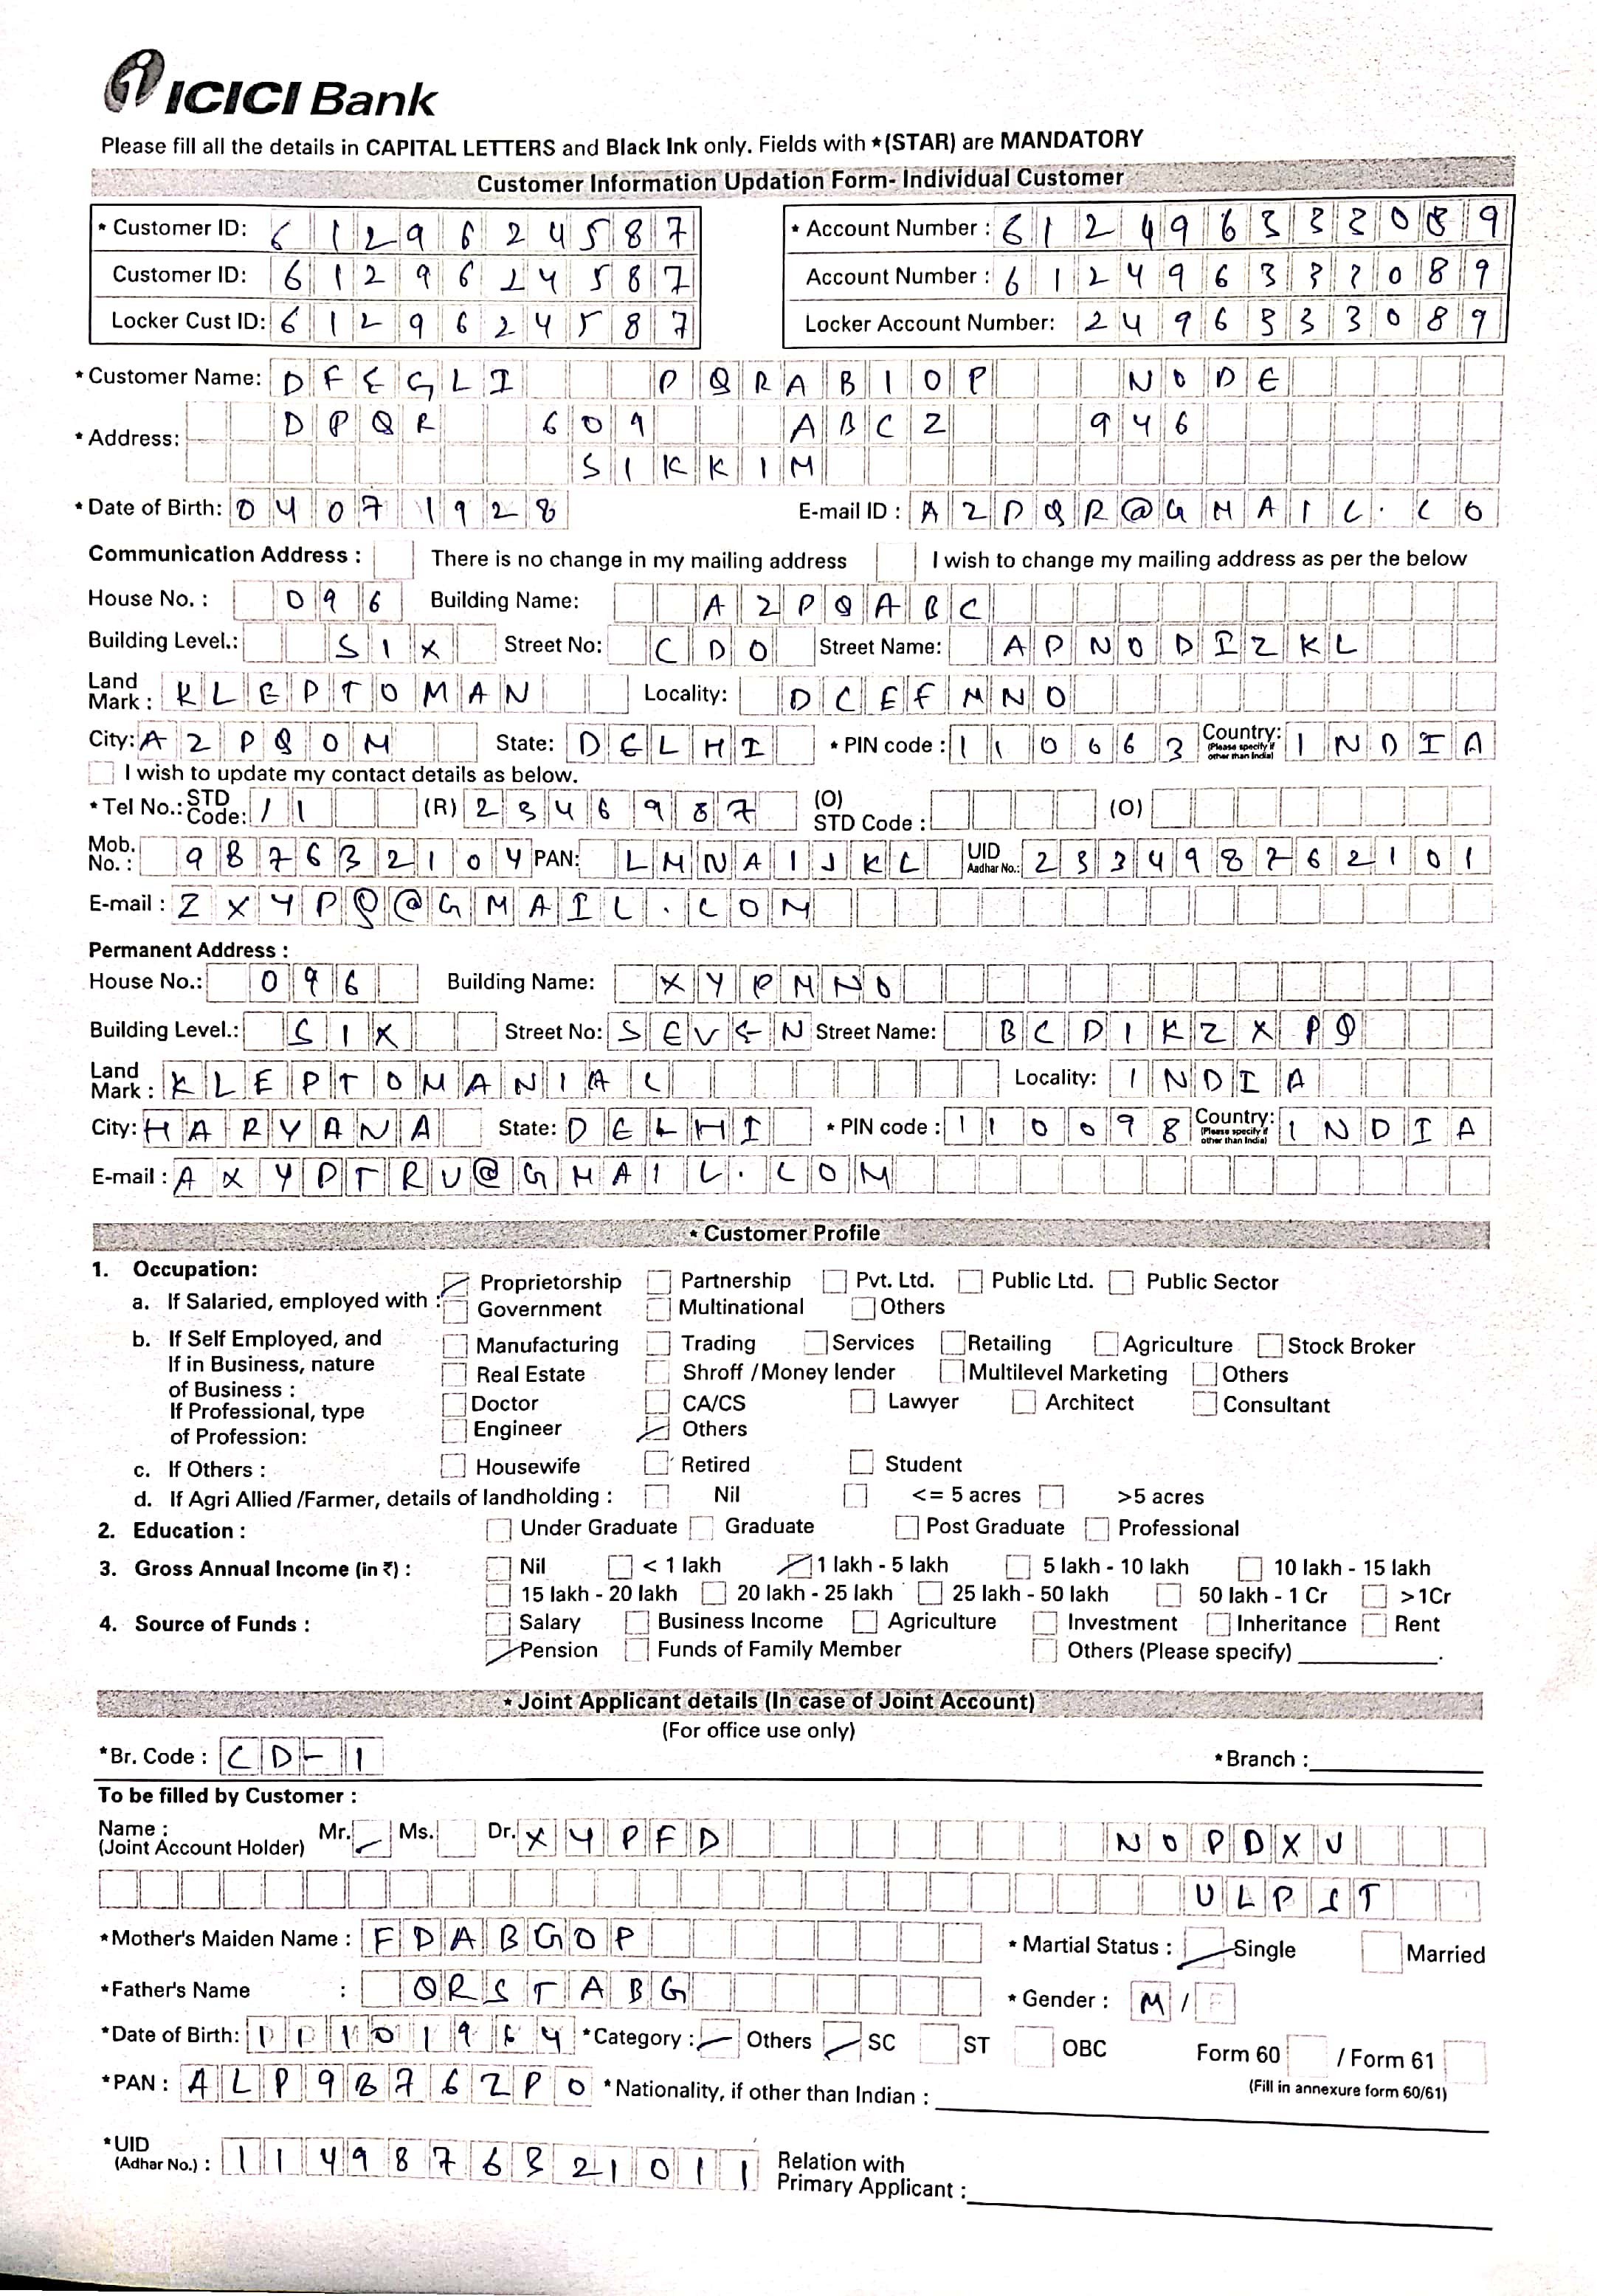 ICICI Bank
Please fill all the details in CAPITAL LETTERS and Black Ink only. Fields with *(STAR) are MANDATORY
Customer Information Updation Form- Individual Customer
* Customer ID: 6129624587 * Account Number : 612496333089
Customer ID: 6129624587 Account Number : 612496333089
Locker Cust ID: 6129624587 Locker Account Number: 2496333089
* Customer Name: DFEGLI PQRABIOP NODE
* Address: DPQR 609 ABCZ 946
SIKKIM
* Date of Birth: 04071928 E-mail ID : AZPQR@GMAIL.CO
Communication Address : There is no change in my mailing address I wish to change my mailing address as per the below
House No. : 096 Building Name: AZPQABC
Building Level.: SIX Street No: CDO Street Name: APNODIZKL
Land Mark : KLEPTOMAN Locality: DCEFMNO
City: AZPQOM State: DELHI * PIN code : 110663 Country: (Please specify if other than India) INDIA
I wish to update my contact details as below.
* Tel No.: STD Code: 11 (R) 2346987 (O) STD Code : (O)
Mob. No. : 987632104 PAN: LMNAIJKL UID Aadhar No.: 233498762101
E-mail : ZXYPQ@GMAIL.COM
Permanent Address :
House No.: 096 Building Name: XYPMNO
Building Level.: SIX Street No: SEVEN Street Name: BCDIKZXPQ
Land Mark : KLEPTOMANIAC Locality: INDIA
City: HARYANA State: DELHI * PIN code : 110098 Country: (Please specify if other than India) INDIA
E-mail : AXYPTRU@GMAIL.COM
* Customer Profile
1. Occupation:
a. If Salaried, employed with : Proprietorship Partnership Pvt. Ltd. Public Ltd. Public Sector
Government Multinational Others
b. If Self Employed, and Manufacturing Trading Services Retailing Agriculture Stock Broker
If in Business, nature Real Estate Shroff /Money lender Multilevel Marketing Others
of Business :
If Professional, type Doctor CA/CS Lawyer Architect Consultant
of Profession: Engineer Others
c. If Others : Housewife Retired Student
d. If Agri Allied /Farmer, details of landholding : Nil <= 5 acres >5 acres
2. Education : Under Graduate Graduate Post Graduate Professional
3. Gross Annual Income (in ₹) : Nil < 1 lakh 1 lakh - 5 lakh 5 lakh - 10 lakh 10 lakh - 15 lakh
15 lakh - 20 lakh 20 lakh - 25 lakh 25 lakh - 50 lakh 50 lakh - 1 Cr >1Cr
4. Source of Funds : Salary Business Income Agriculture Investment Inheritance Rent
Pension Funds of Family Member Others (Please specify)
* Joint Applicant details (In case of Joint Account)
(For office use only)
*Br. Code : CD-1 * Branch :
To be filled by Customer :
Name : (Joint Account Holder) Mr. Ms. Dr. XYPFD NOPDXU
ULPIT
*Mother's Maiden Name : FDABGOP * Martial Status : Single Married
*Father's Name : QRSTABG * Gender : M / F
*Date of Birth: 11101964 *Category : Others SC ST OBC Form 60 / Form 61
(Fill in annexure form 60/61)
*PAN : ALP98762PO *Nationality, if other than Indian :
*UID (Adhar No.) : 1149876321011 Relation with Primary Applicant :